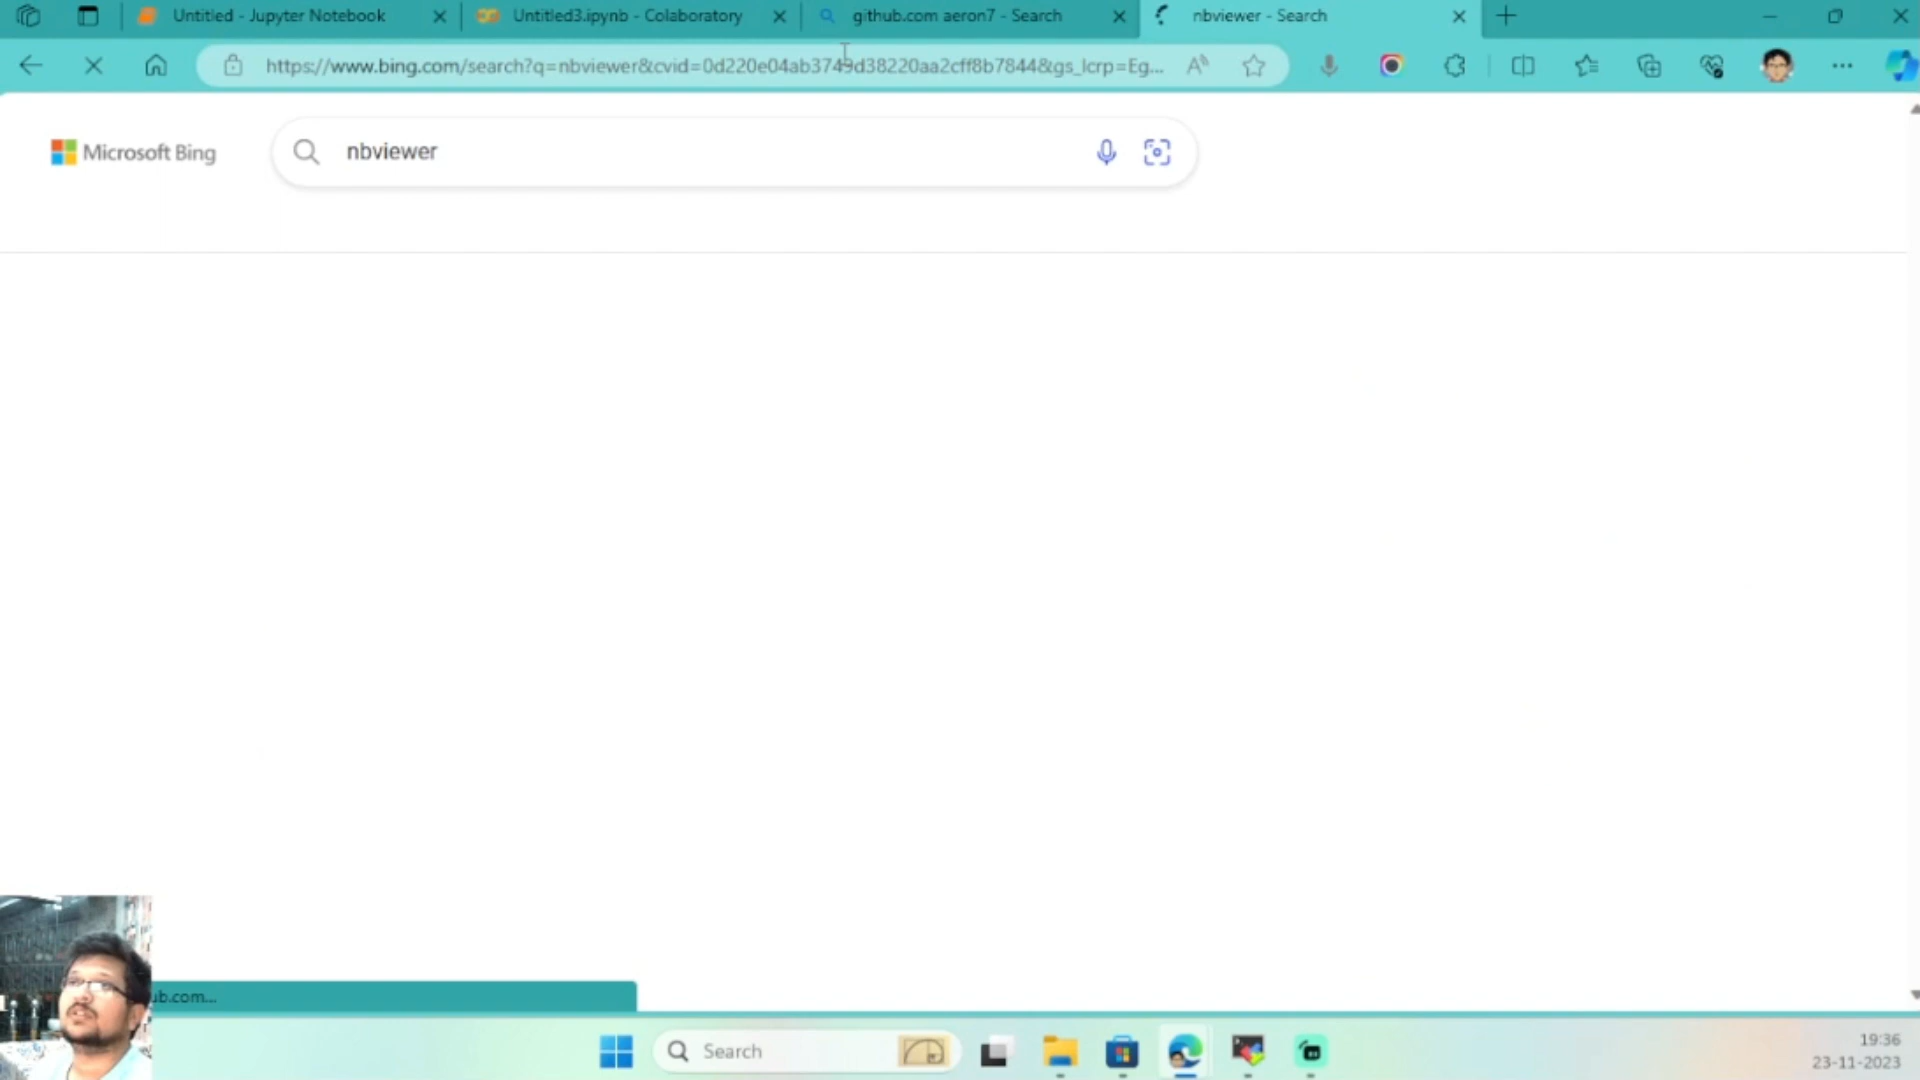 Untitled - Jupyter Notebook
Untitled3.ipynb - Colaboratory
github.com aeron7 - Search
nbviewer - Search
https://www.bing.com/search?q=nbviewer&cvid=0d220e04ab3749d38220aa2cff8b7844&gs_lcrp=Eg...
Microsoft Bing
nbviewer
ub.com...
Search
19:36
23-11-2023